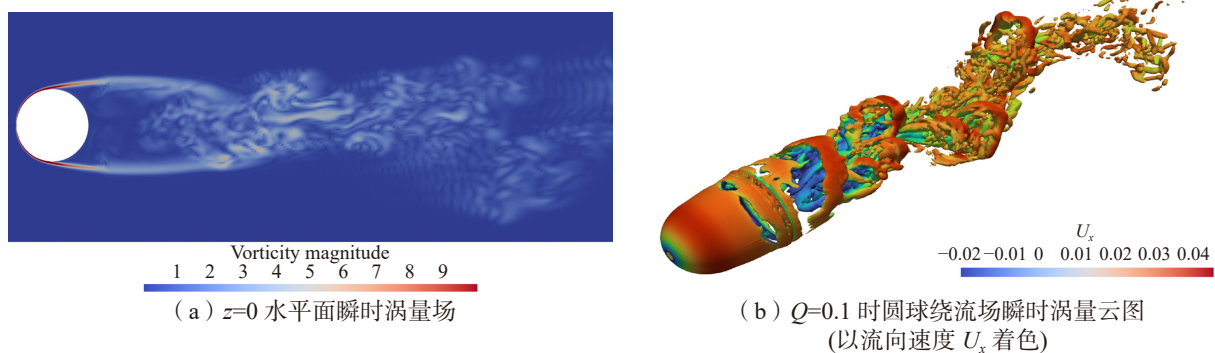 Vorticity magnitude
1 2 3 4 5 6 7 8 9
（a）z=0 水平面瞬时涡量场
U_x
−0.02 −0.01 0 0.01 0.02 0.03 0.04
（b）Q=0.1 时圆球绕流场瞬时涡量云图
(以流向速度 U_x 着色)